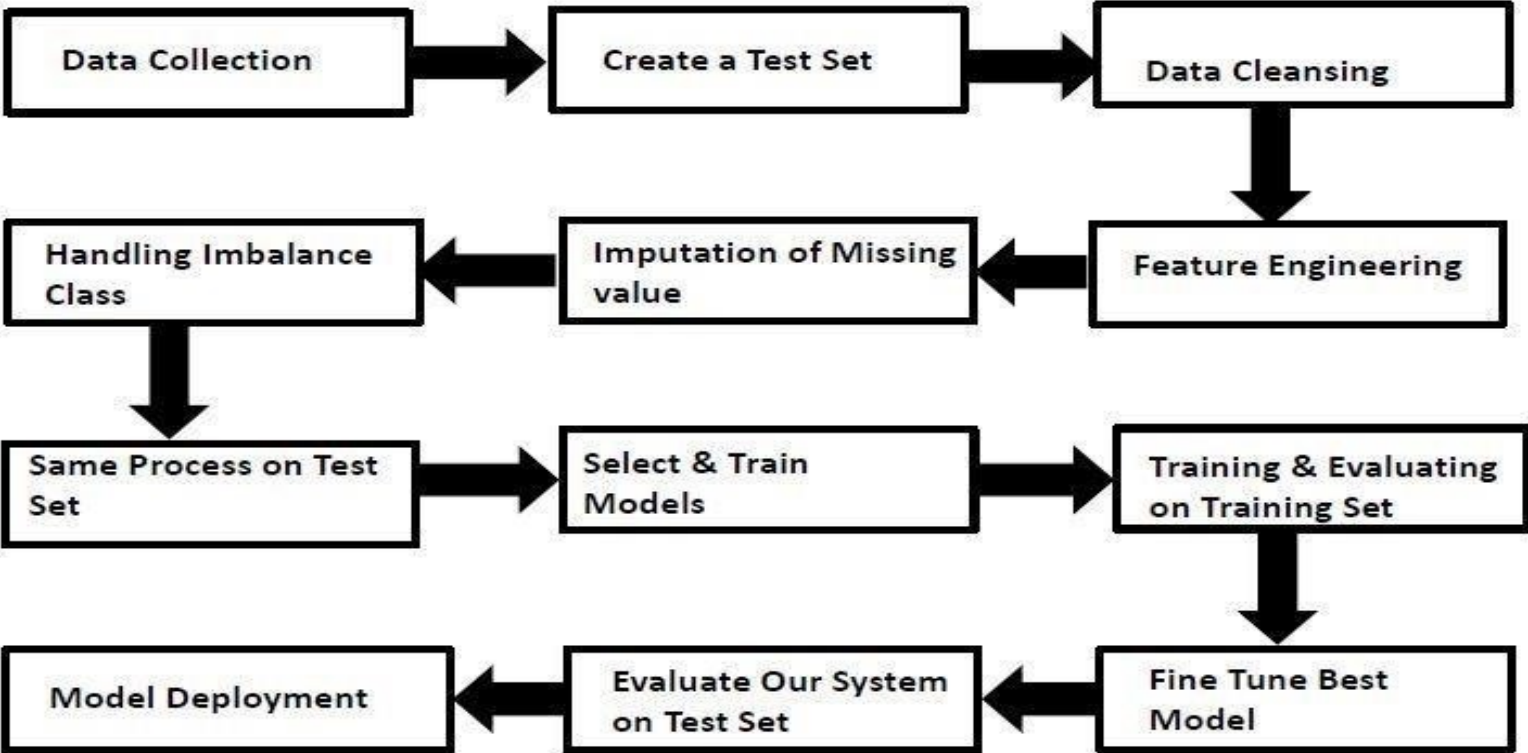 Data Collection
Create a Test Set
Data Cleansing
Feature Engineering
Imputation of Missing
value
Handling Imbalance
Class
Same Process on Test
Set
Select & Train
Models
Training & Evaluating
on Training Set
Fine Tune Best
Model
Evaluate Our System
on Test Set
Model Deployment